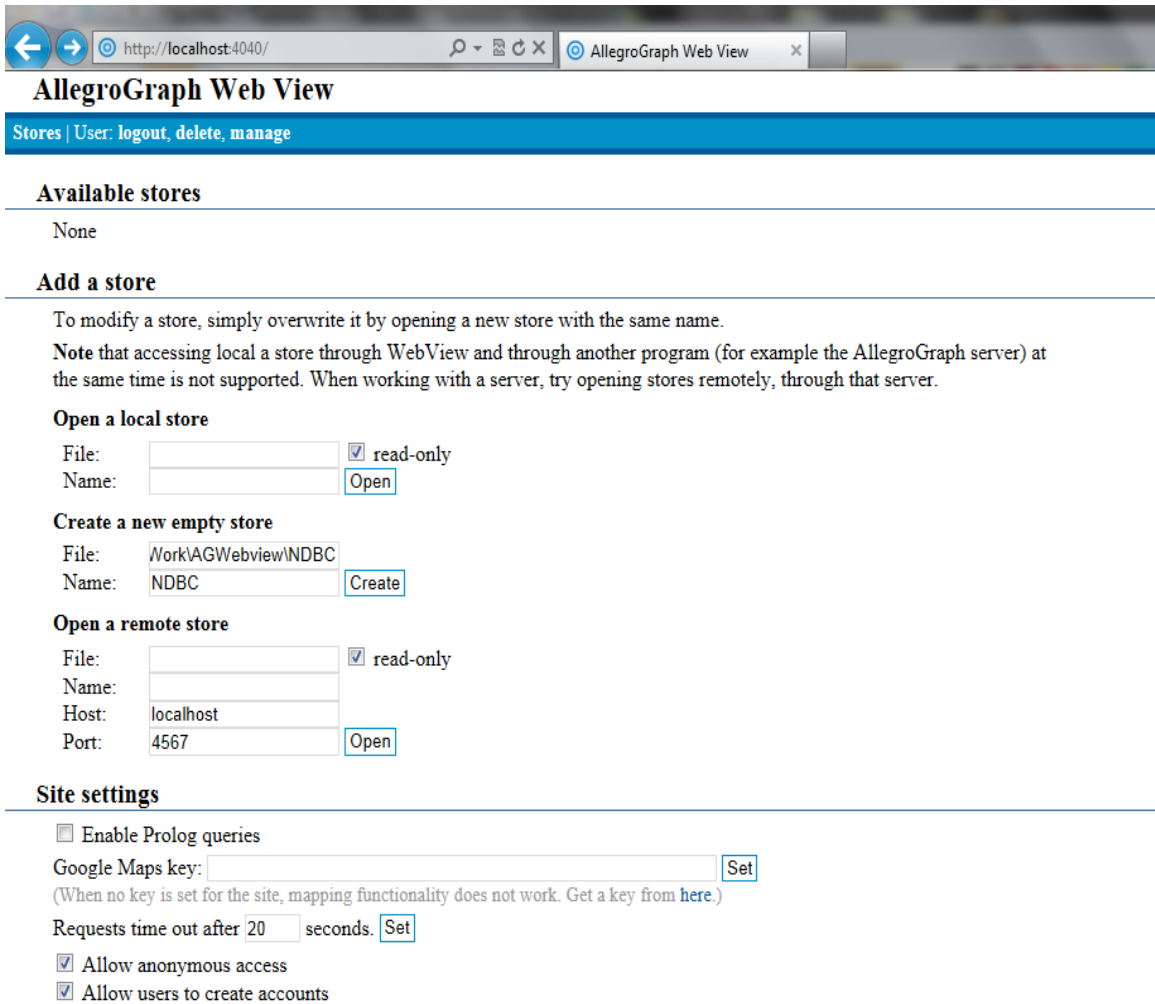 http://localhost:4040/
AllegroGraph Web View
AllegroGraph Web View
Stores | User: logout, delete, manage
Available stores
None
Add a store
To modify a store, simply overwrite it by opening a new store with the same name.
Note that accessing local a store through WebView and through another program (for example the AllegroGraph server) at
the same time is not supported. When working with a server, try opening stores remotely, through that server.
Open a local store
File: read-only
Name: Open
Create a new empty store
File: Work\AGWebview\NDBC
Name: NDBC Create
Open a remote store
File: read-only
Name:
Host: localhost
Port: 4567 Open
Site settings
Enable Prolog queries
Google Maps key: Set
(When no key is set for the site, mapping functionality does not work. Get a key from here.)
Requests time out after 20 seconds. Set
Allow anonymous access
Allow users to create accounts